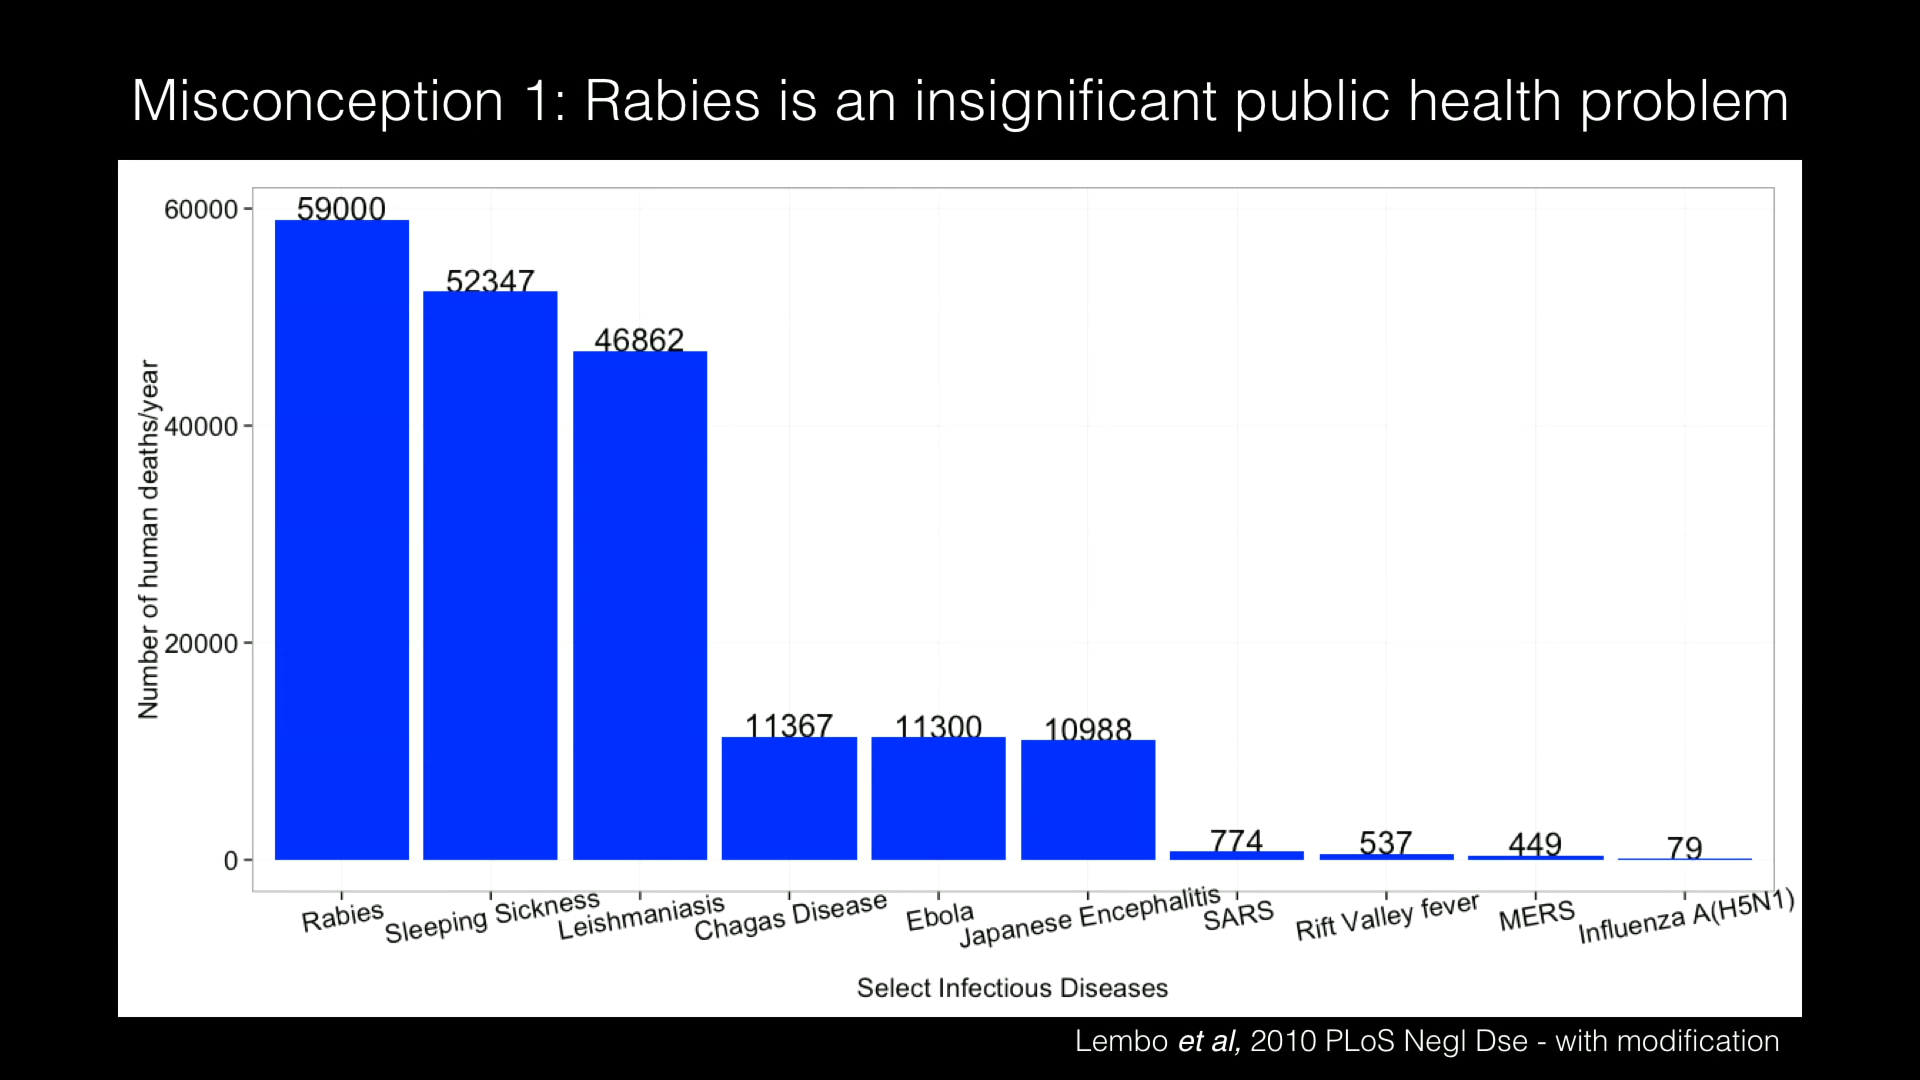 Misconception 1: Rabies is an insignificant public health problem
Number of human deaths/year
60000
40000
20000
0
59000
52347
46862
11367
11300
10988
774
537
449
79
Rabies
Sleeping Sickness
Leishmaniasis
Chagas Disease
Ebola
Japanese Encephalitis
SARS
Rift Valley fever
MERS
Influenza A(H5N1)
Select Infectious Diseases
Lembo et al, 2010 PLoS Negl Dse - with modification